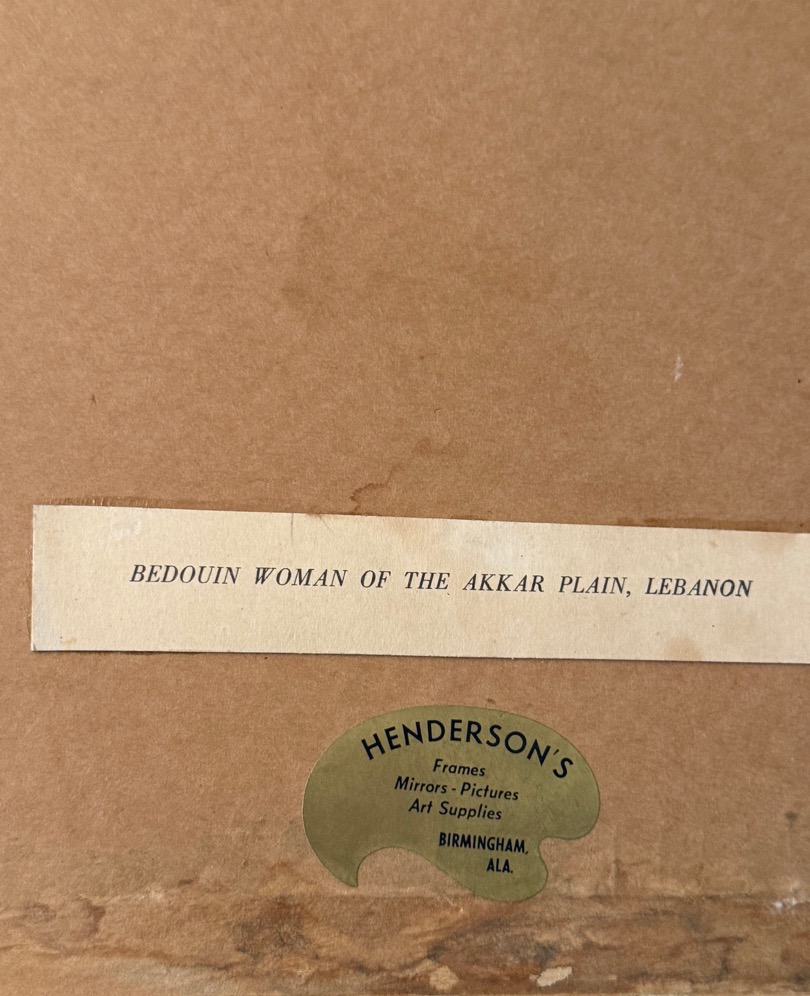 BEDOUIN WOMAN OF THE AKKAR PLAIN, LEBANON
HENDERSON'S
Frames
Mirrors - Pictures
Art Supplies
BIRMINGHAM,
ALA.